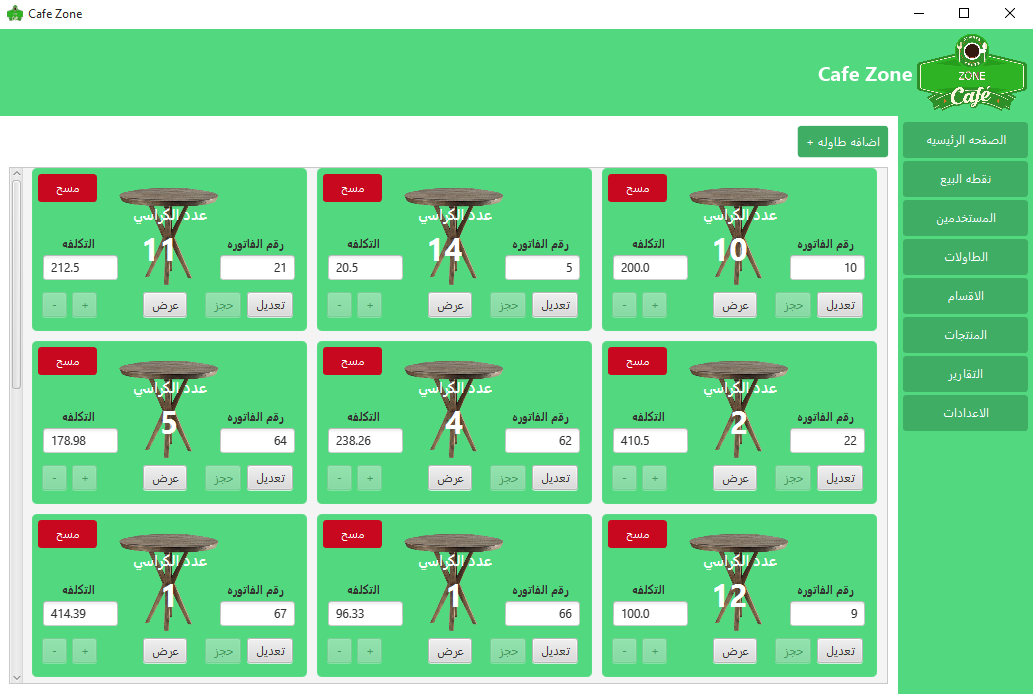 Cafe Zone
Cafe Zone
ZONE
Café
الصفحه الرئيسيه
نقطه البيع
المستخدمين
الطاولات
الاقسام
المنتجات
التقارير
الاعدادات
اضافه طاوله +
مسح
عدد الكراسي
10
رقم الفاتوره
التكلفه
10
200.0
تعديل
حجز
عرض
+
-
مسح
عدد الكراسي
14
رقم الفاتوره
التكلفه
5
20.5
تعديل
حجز
عرض
+
-
مسح
عدد الكراسي
11
رقم الفاتوره
التكلفه
21
212.5
تعديل
حجز
عرض
+
-
مسح
عدد الكراسي
2
رقم الفاتوره
التكلفه
22
410.5
تعديل
حجز
عرض
+
-
مسح
عدد الكراسي
4
رقم الفاتوره
التكلفه
62
238.26
تعديل
حجز
عرض
+
-
مسح
عدد الكراسي
5
رقم الفاتوره
التكلفه
64
178.98
تعديل
حجز
عرض
+
-
مسح
عدد الكراسي
12
رقم الفاتوره
التكلفه
9
100.0
تعديل
حجز
عرض
+
-
مسح
عدد الكراسي
1
رقم الفاتوره
التكلفه
66
96.33
تعديل
حجز
عرض
+
-
مسح
عدد الكراسي
1
رقم الفاتوره
التكلفه
67
414.39
تعديل
حجز
عرض
+
-